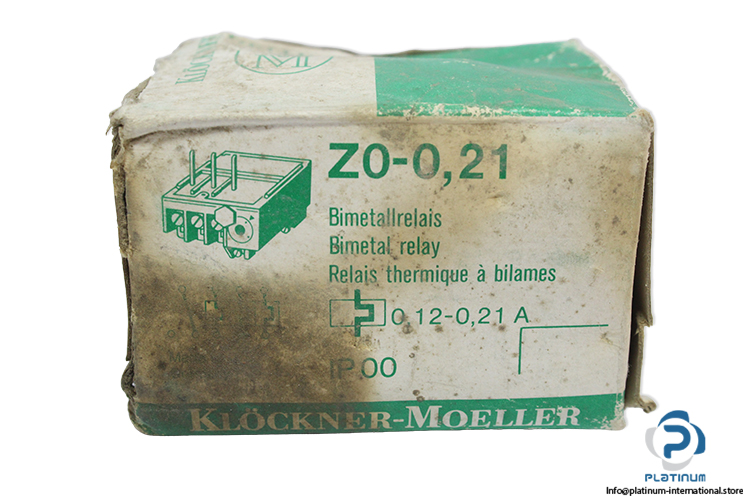 KLÖCKNER
M
ZO-0,21
Bimetallrelais
Bimetal relay
Relais thermique à bilames
0,12-0,21 A
IP 00
KLÖCKNER-MOELLER
PLATINUM
Info@platinum-international.store